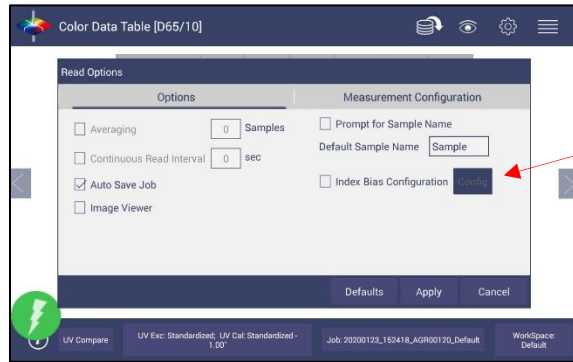 Color Data Table [D65/10]
Read Options
Options
Measurement Configuration
Averaging 0 Samples
Prompt for Sample Name
Default Sample Name Sample
Continuous Read Interval 0 sec
Auto Save Job
Index Bias Configuration Config
Image Viewer
Defaults Apply Cancel
UV Compare
UV Exc: Standardized; UV Cal: Standardized -
1.00"
Job: 20200123_152418_AGR00120_Default
WorkSpace:
Default